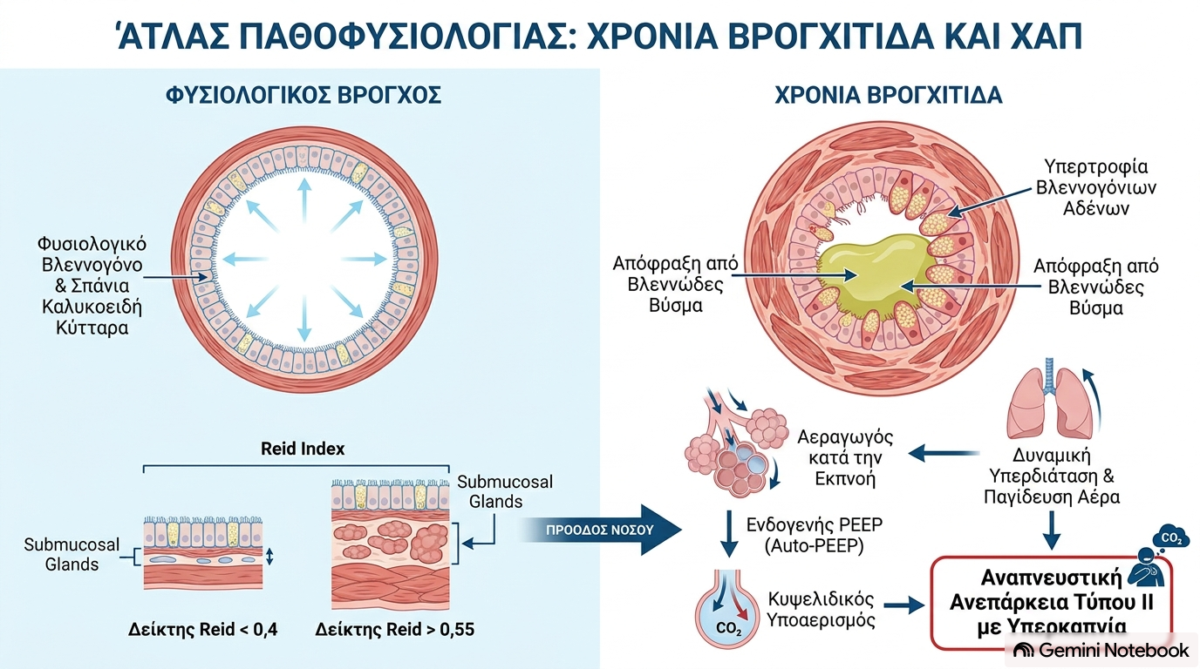 'ΑΤΛΑΣ ΠΑΘΟΦΥΣΙΟΛΟΓΙΑΣ: ΧΡΟΝΙΑ ΒΡΟΓΧΙΤΙΔΑ ΚΑΙ ΧΑΠ
ΦΥΣΙΟΛΟΓΙΚΟΣ ΒΡΟΓΧΟΣ
Φυσιολογικό
Βλεννογόνο
& Σπάνια
Καλυκοειδή
Κύτταρα
Reid Index
Submucosal
Glands
Submucosal
Glands
Δείκτης Reid < 0,4
Δείκτης Reid > 0,55
ΠΡΟΟΔΟΣ ΝΟΣΟΥ
ΧΡΟΝΙΑ ΒΡΟΓΧΙΤΙΔΑ
Υπερτροφία
Βλεννογόνιων
Αδένων
Απόφραξη από
Βλεννώδες
Βύσμα
Απόφραξη από
Βλεννώδες
Βύσμα
Αεραγωγός
κατά την
Εκπνοή
Δυναμική
Υπερδιάταση &
Παγίδευση Αέρα
Ενδογενής PEEP
(Auto-PEEP)
CO₂
Κυψελιδικός
Υποαερισμός
CO₂
Αναπνευστική
Ανεπάρκεια Τύπου II
με Υπερκαπνία
Gemini Notebook